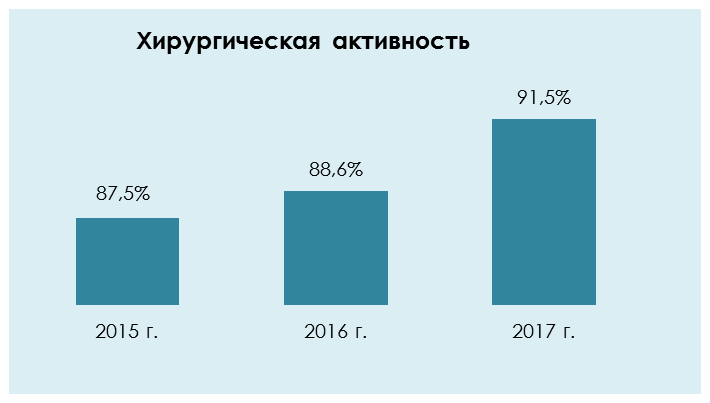 Хирургическая активность
91,5%
88,6%
87,5%
2015 г.
2016 г.
2017 г.